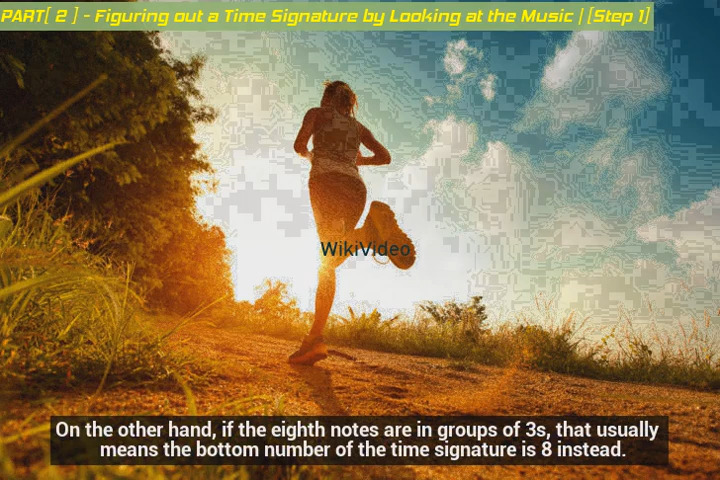 PART[ 2 ] - Figuring out a Time Signature by Looking at the Music | [Step 1]
WikiVideo
On the other hand, if the eighth notes are in groups of 3s, that usually
means the bottom number of the time signature is 8 instead.